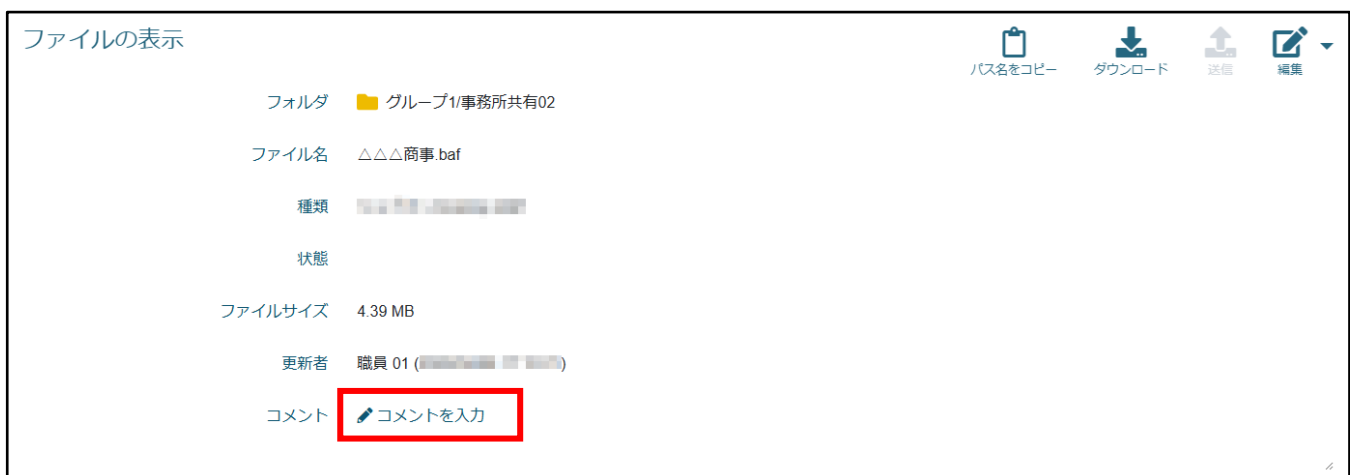 ファイルの表示
パス名をコピー ダウンロード 送信 編集
フォルダ グループ1/事務所共有02
ファイル名 △△△商事.baf
種類
状態
ファイルサイズ 4.39 MB
更新者 職員 01 ( )
コメント コメントを入力